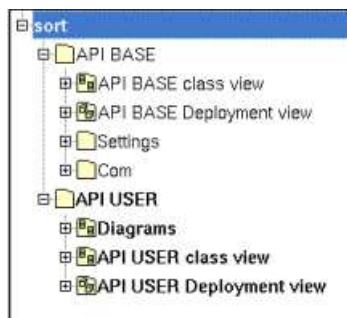 sort
API BASE
API BASE class view
API BASE Deployment view
Settings
Com
API USER
Diagrams
API USER class view
API USER Deployment view